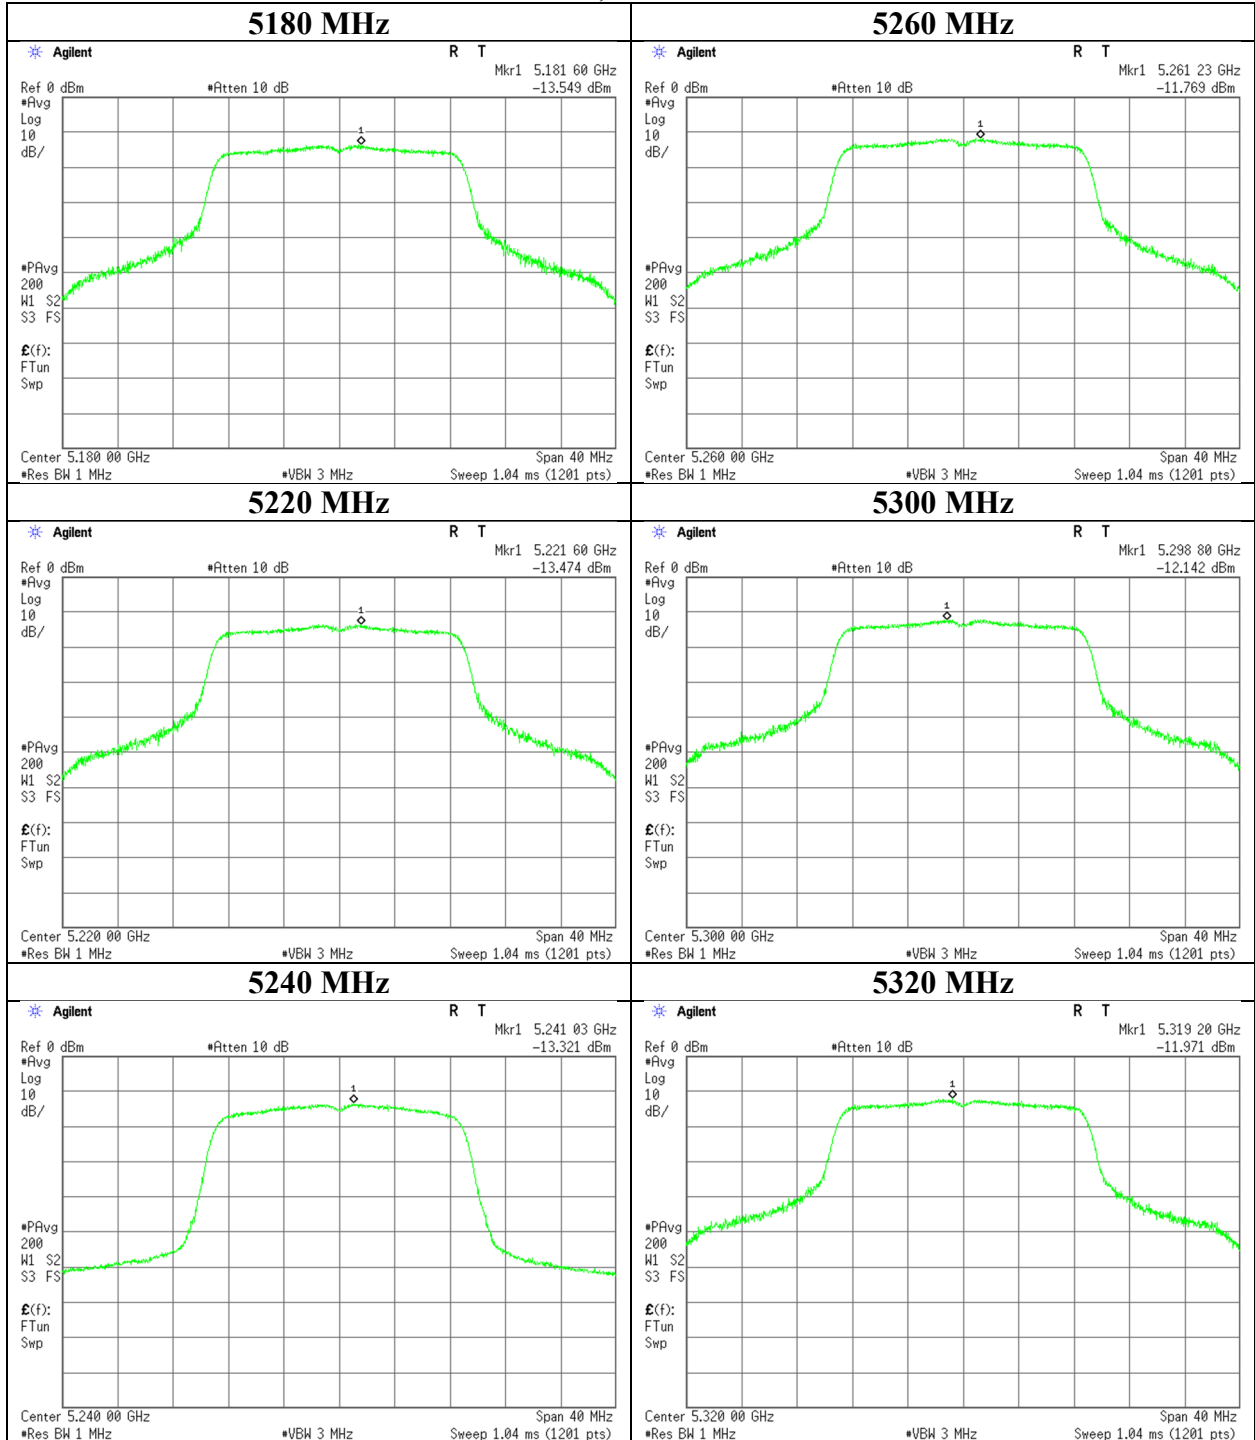 5180 MHz
Agilent
R T
Mkr1 5.181 60 GHz
Ref 0 dBm #Atten 10 dB -13.549 dBm
#Avg
Log
10
dB/
1
#PAvg
200
W1 S2
S3 FS
£(f):
FTun
Swp
Center 5.180 00 GHz Span 40 MHz
#Res BW 1 MHz #VBW 3 MHz Sweep 1.04 ms (1201 pts)
5260 MHz
Agilent
R T
Mkr1 5.261 23 GHz
Ref 0 dBm #Atten 10 dB -11.769 dBm
#Avg
Log
10
dB/
1
#PAvg
200
W1 S2
S3 FS
£(f):
FTun
Swp
Center 5.260 00 GHz Span 40 MHz
#Res BW 1 MHz #VBW 3 MHz Sweep 1.04 ms (1201 pts)
5220 MHz
Agilent
R T
Mkr1 5.221 60 GHz
Ref 0 dBm #Atten 10 dB -13.474 dBm
#Avg
Log
10
dB/
1
#PAvg
200
W1 S2
S3 FS
£(f):
FTun
Swp
Center 5.220 00 GHz Span 40 MHz
#Res BW 1 MHz #VBW 3 MHz Sweep 1.04 ms (1201 pts)
5300 MHz
Agilent
R T
Mkr1 5.298 80 GHz
Ref 0 dBm #Atten 10 dB -12.142 dBm
#Avg
Log
10
dB/
1
#PAvg
200
W1 S2
S3 FS
£(f):
FTun
Swp
Center 5.300 00 GHz Span 40 MHz
#Res BW 1 MHz #VBW 3 MHz Sweep 1.04 ms (1201 pts)
5240 MHz
Agilent
R T
Mkr1 5.241 03 GHz
Ref 0 dBm #Atten 10 dB -13.321 dBm
#Avg
Log
10
dB/
1
#PAvg
200
W1 S2
S3 FS
£(f):
FTun
Swp
Center 5.240 00 GHz Span 40 MHz
#Res BW 1 MHz #VBW 3 MHz Sweep 1.04 ms (1201 pts)
5320 MHz
Agilent
R T
Mkr1 5.319 20 GHz
Ref 0 dBm #Atten 10 dB -11.971 dBm
#Avg
Log
10
dB/
1
#PAvg
200
W1 S2
S3 FS
£(f):
FTun
Swp
Center 5.320 00 GHz Span 40 MHz
#Res BW 1 MHz #VBW 3 MHz Sweep 1.04 ms (1201 pts)